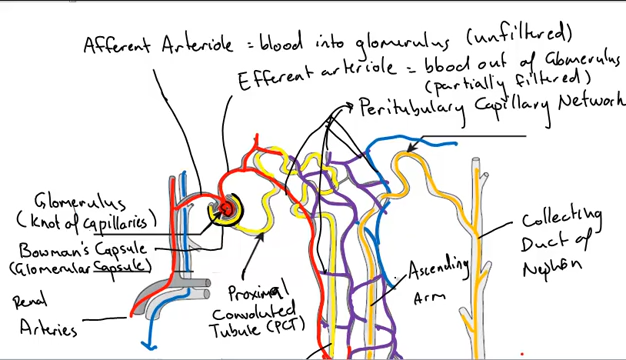 Afferent Arteriole = blood into glomerulus (unfiltered)
Efferent arteriole = blood out of Glomerulus
(partially filtered)
Peritubulary Capillary Network
Glomerulus
(Knot of capillaries)
Bowman's Capsule
(Glomerular Capsule)
Renal
Arteries
Proximal
Convoluted
Tubule (PCT)
Ascending
Arm
Collecting
Duct of
Nephron